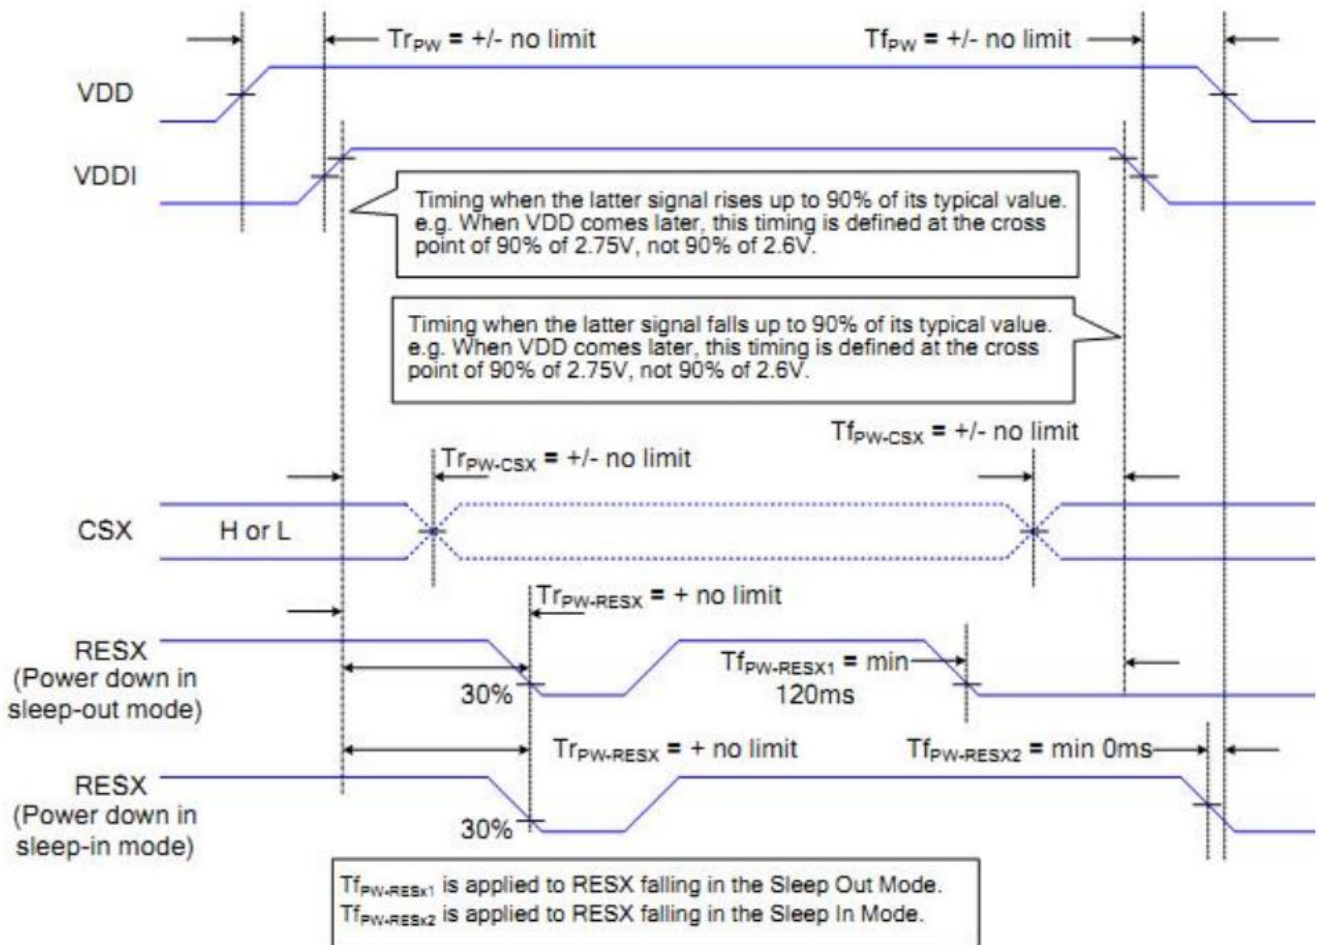 TrPW = +/- no limit
TfPW = +/- no limit
VDD
VDDI
Timing when the latter signal rises up to 90% of its typical value.
e.g. When VDD comes later, this timing is defined at the cross
point of 90% of 2.75V, not 90% of 2.6V.
Timing when the latter signal falls up to 90% of its typical value.
e.g. When VDD comes later, this timing is defined at the cross
point of 90% of 2.75V, not 90% of 2.6V.
TfPW-CSX = +/- no limit
TrPW-CSX = +/- no limit
CSX
H or L
TrPW-RESX = + no limit
RESX
(Power down in
sleep-out mode)
30%
TfPW-RESX1 = min
120ms
TrPW-RESX = + no limit
TfPW-RESX2 = min 0ms
RESX
(Power down in
sleep-in mode)
30%
TfPW-RESx1 is applied to RESX falling in the Sleep Out Mode.
TfPW-RESx2 is applied to RESX falling in the Sleep In Mode.